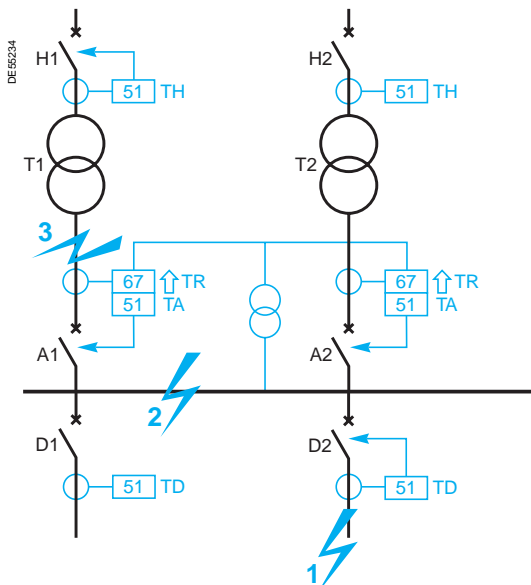 DE55234
H1
51 TH
H2
51 TH
T1
T2
3
67 TR
51 TA
67 TR
51 TA
A1
A2
2
D1
D2
51 TD
51 TD
1